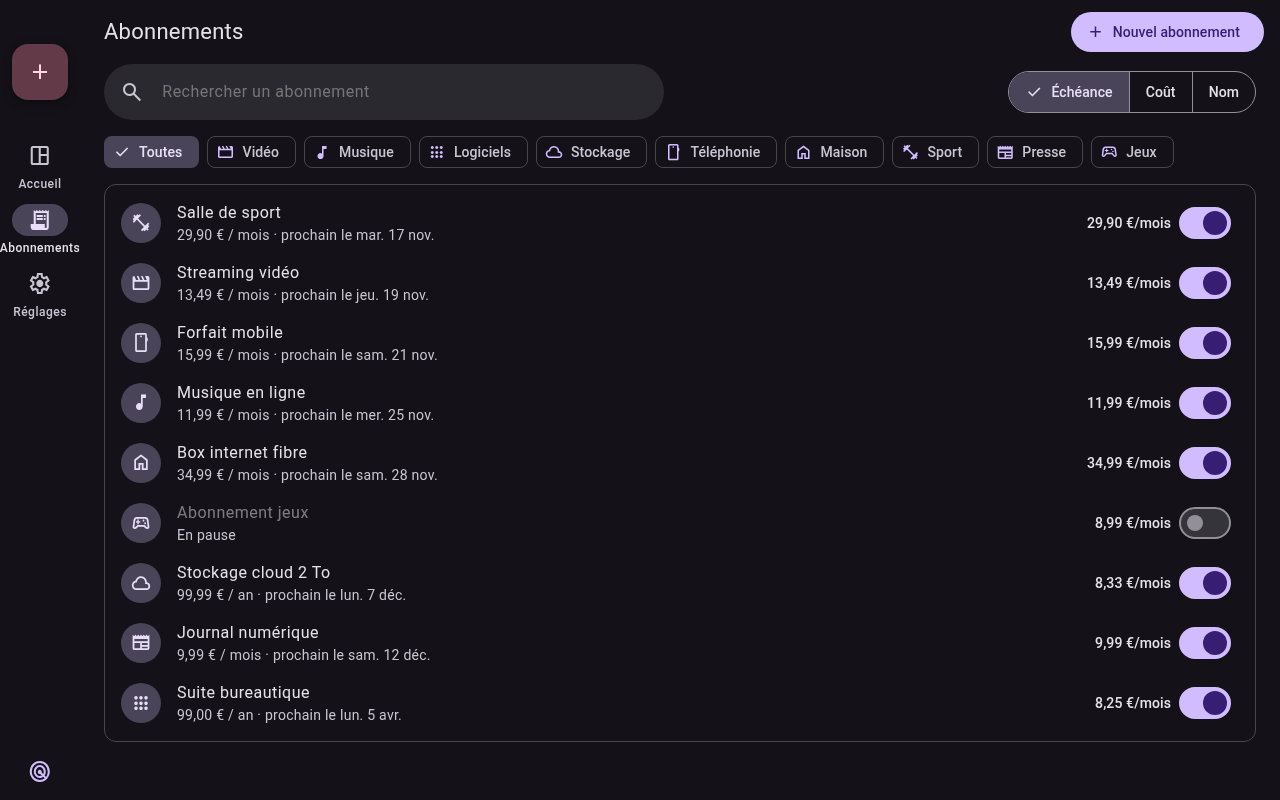 Abonnements
Nouvel abonnement
Rechercher un abonnement
Échéance
Coût
Nom
Toutes
Vidéo
Musique
Logiciels
Stockage
Téléphonie
Maison
Sport
Presse
Jeux
Accueil
Abonnements
Réglages
Salle de sport
29,90 € / mois · prochain le mar. 17 nov.
29,90 €/mois
Streaming vidéo
13,49 € / mois · prochain le jeu. 19 nov.
13,49 €/mois
Forfait mobile
15,99 € / mois · prochain le sam. 21 nov.
15,99 €/mois
Musique en ligne
11,99 € / mois · prochain le mer. 25 nov.
11,99 €/mois
Box internet fibre
34,99 € / mois · prochain le sam. 28 nov.
34,99 €/mois
Abonnement jeux
En pause
8,99 €/mois
Stockage cloud 2 To
99,99 € / an · prochain le lun. 7 déc.
8,33 €/mois
Journal numérique
9,99 € / mois · prochain le sam. 12 déc.
9,99 €/mois
Suite bureautique
99,00 € / an · prochain le lun. 5 avr.
8,25 €/mois